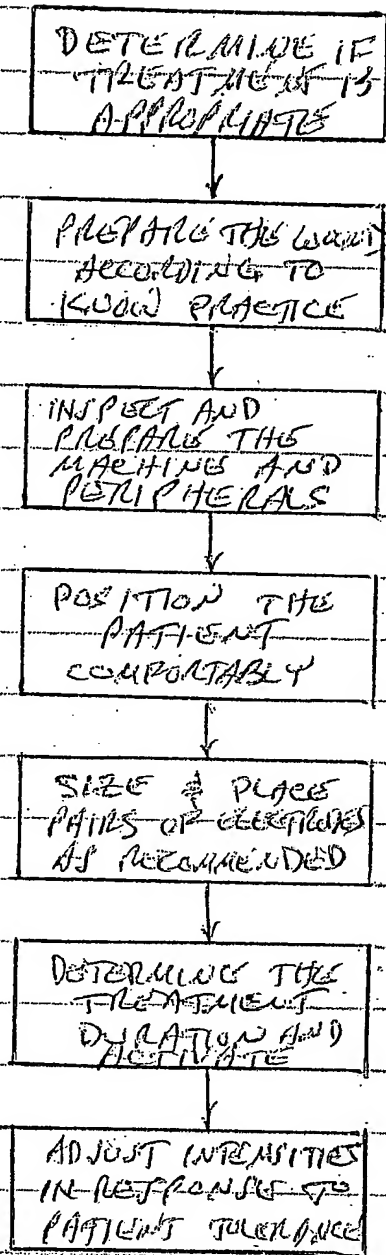 DETERMINE IF
TREATMENT IS
APPROPRIATE
PREPARE THE WOUND
ACCORDING TO
KNOWN PRACTICE
INSPECT AND
PREPARE THE
MACHINE AND
PERIPHERALS
POSITION THE
PATIENT
COMFORTABLY
SIZE & PLACE
PAIRS OF ELECTRODES
AS RECOMMENDED
DETERMINE THE
TREATMENT
DURATION AND
ACTIVATE
ADJUST INTENSITIES
IN RESPONSE TO
PATIENT TOLERANCE